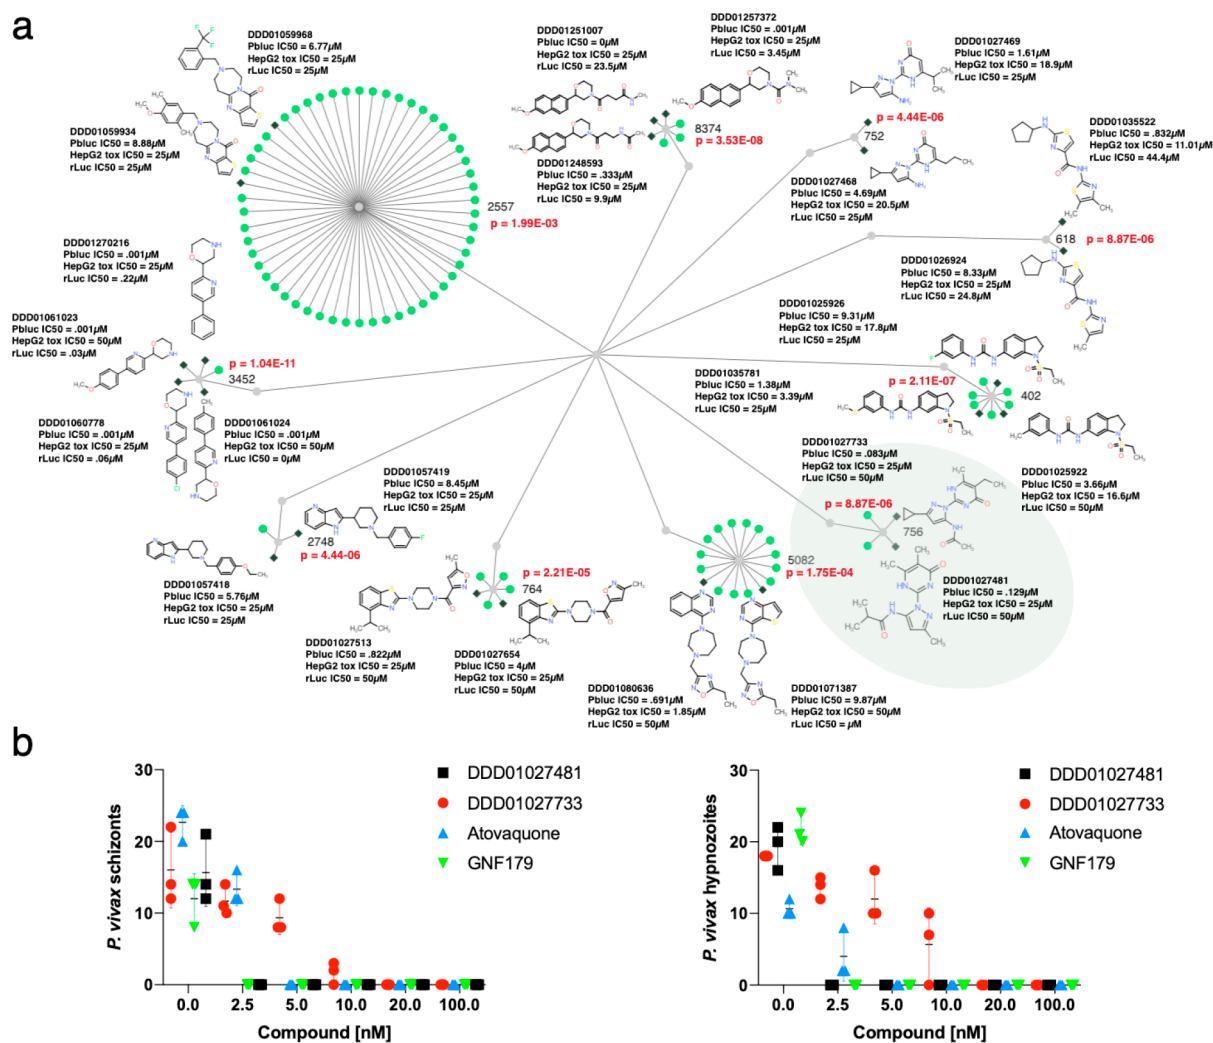 a
DDD01059968
Pbluc IC50 = 6.77µM
HepG2 tox IC50 = 25µM
rLuc IC50 = 25µM
DDD01059934
Pbluc IC50 = 8.88µM
HepG2 tox IC50 = 25µM
rLuc IC50 = 25µM
2557
p = 1.99E-03
DDD01251007
Pbluc IC50 = 0µM
HepG2 tox IC50 = 25µM
rLuc IC50 = 23.5µM
DDD01257372
Pbluc IC50 = .001µM
HepG2 tox IC50 = 25µM
rLuc IC50 = 3.45µM
DDD01248593
Pbluc IC50 = .333µM
HepG2 tox IC50 = 25µM
rLuc IC50 = 9.9µM
8374
p = 3.53E-08
DDD01027469
Pbluc IC50 = 1.61µM
HepG2 tox IC50 = 18.9µM
rLuc IC50 = 25µM
p = 4.44E-06
752
DDD01027468
Pbluc IC50 = 4.69µM
HepG2 tox IC50 = 20.5µM
rLuc IC50 = 25µM
DDD01035522
Pbluc IC50 = .832µM
HepG2 tox IC50 = 11.01µM
rLuc IC50 = 44.4µM
618
p = 8.87E-06
DDD01026924
Pbluc IC50 = 8.33µM
HepG2 tox IC50 = 25µM
rLuc IC50 = 24.8µM
DDD01270216
Pbluc IC50 = .001µM
HepG2 tox IC50 = 25µM
rLuc IC50 = .22µM
DDD01061023
Pbluc IC50 = .001µM
HepG2 tox IC50 = 50µM
rLuc IC50 = .03µM
p = 1.04E-11
3452
DDD01060778
Pbluc IC50 = .001µM
HepG2 tox IC50 = 25µM
rLuc IC50 = .06µM
DDD01061024
Pbluc IC50 = .001µM
HepG2 tox IC50 = 50µM
rLuc IC50 = 0µM
DDD01025926
Pbluc IC50 = 9.31µM
HepG2 tox IC50 = 17.8µM
rLuc IC50 = 25µM
DDD01035781
Pbluc IC50 = 1.38µM
HepG2 tox IC50 = 3.39µM
rLuc IC50 = 25µM
p = 2.11E-07
402
DDD01025922
Pbluc IC50 = 3.66µM
HepG2 tox IC50 = 16.6µM
rLuc IC50 = 50µM
DDD01027733
Pbluc IC50 = .083µM
HepG2 tox IC50 = 25µM
rLuc IC50 = 50µM
p = 8.87E-06
756
DDD01027481
Pbluc IC50 = .129µM
HepG2 tox IC50 = 25µM
rLuc IC50 = 50µM
DDD01057419
Pbluc IC50 = 8.45µM
HepG2 tox IC50 = 25µM
rLuc IC50 = 25µM
2748
p = 4.44-06
DDD01057418
Pbluc IC50 = 5.76µM
HepG2 tox IC50 = 25µM
rLuc IC50 = 25µM
p = 2.21E-05
764
DDD01027513
Pbluc IC50 = .822µM
HepG2 tox IC50 = 25µM
rLuc IC50 = 50µM
DDD01027654
Pbluc IC50 = 4µM
HepG2 tox IC50 = 25µM
rLuc IC50 = 50µM
5082
p = 1.75E-04
DDD01080636
Pbluc IC50 = .691µM
HepG2 tox IC50 = 1.85µM
rLuc IC50 = 50µM
DDD01071387
Pbluc IC50 = 9.87µM
HepG2 tox IC50 = 50µM
rLuc IC50 = µM
b
P. vivax schizonts
30
20
10
0
0.0 2.5 5.0 10.0 20.0 100.0
Compound [nM]
DDD01027481
DDD01027733
Atovaquone
GNF179
P. vivax hypnozoites
30
20
10
0
0.0 2.5 5.0 10.0 20.0 100.0
Compound [nM]
DDD01027481
DDD01027733
Atovaquone
GNF179